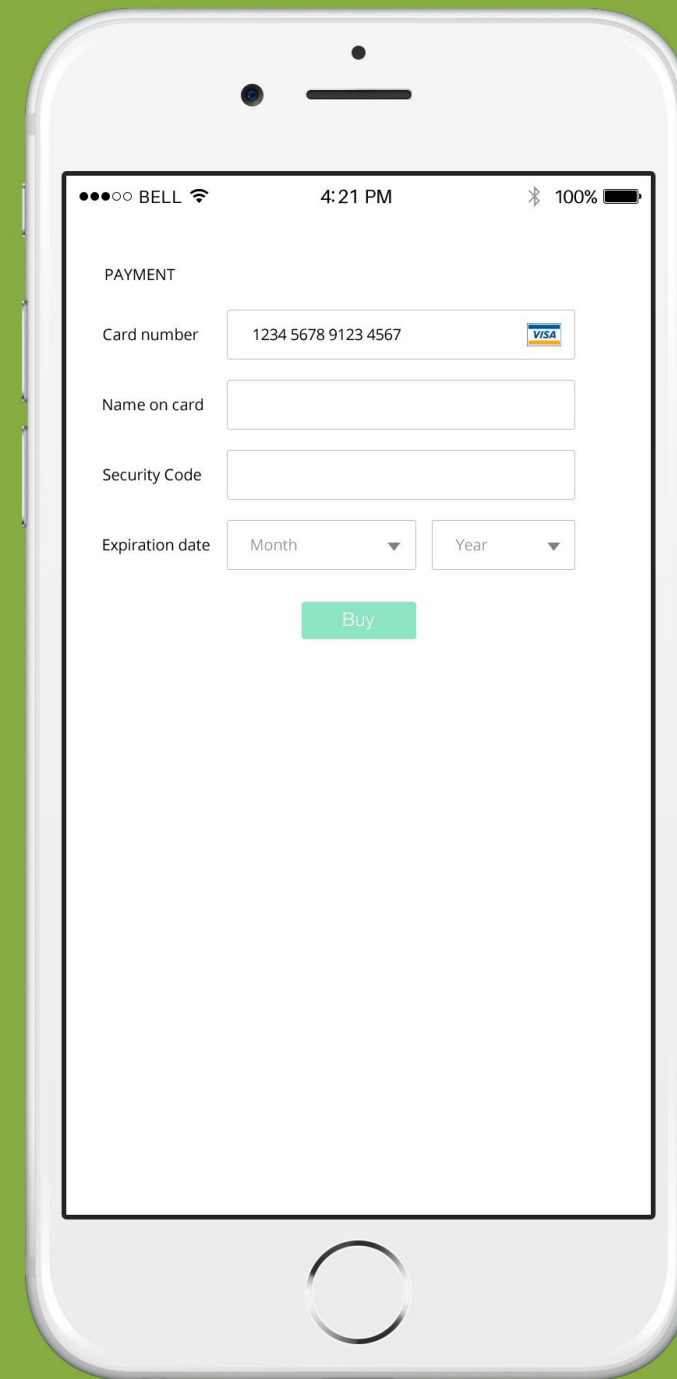 BELL 4:21 PM 100%
PAYMENT
Card number 1234 5678 9123 4567 VISA
Name on card
Security Code
Expiration date Month Year
Buy